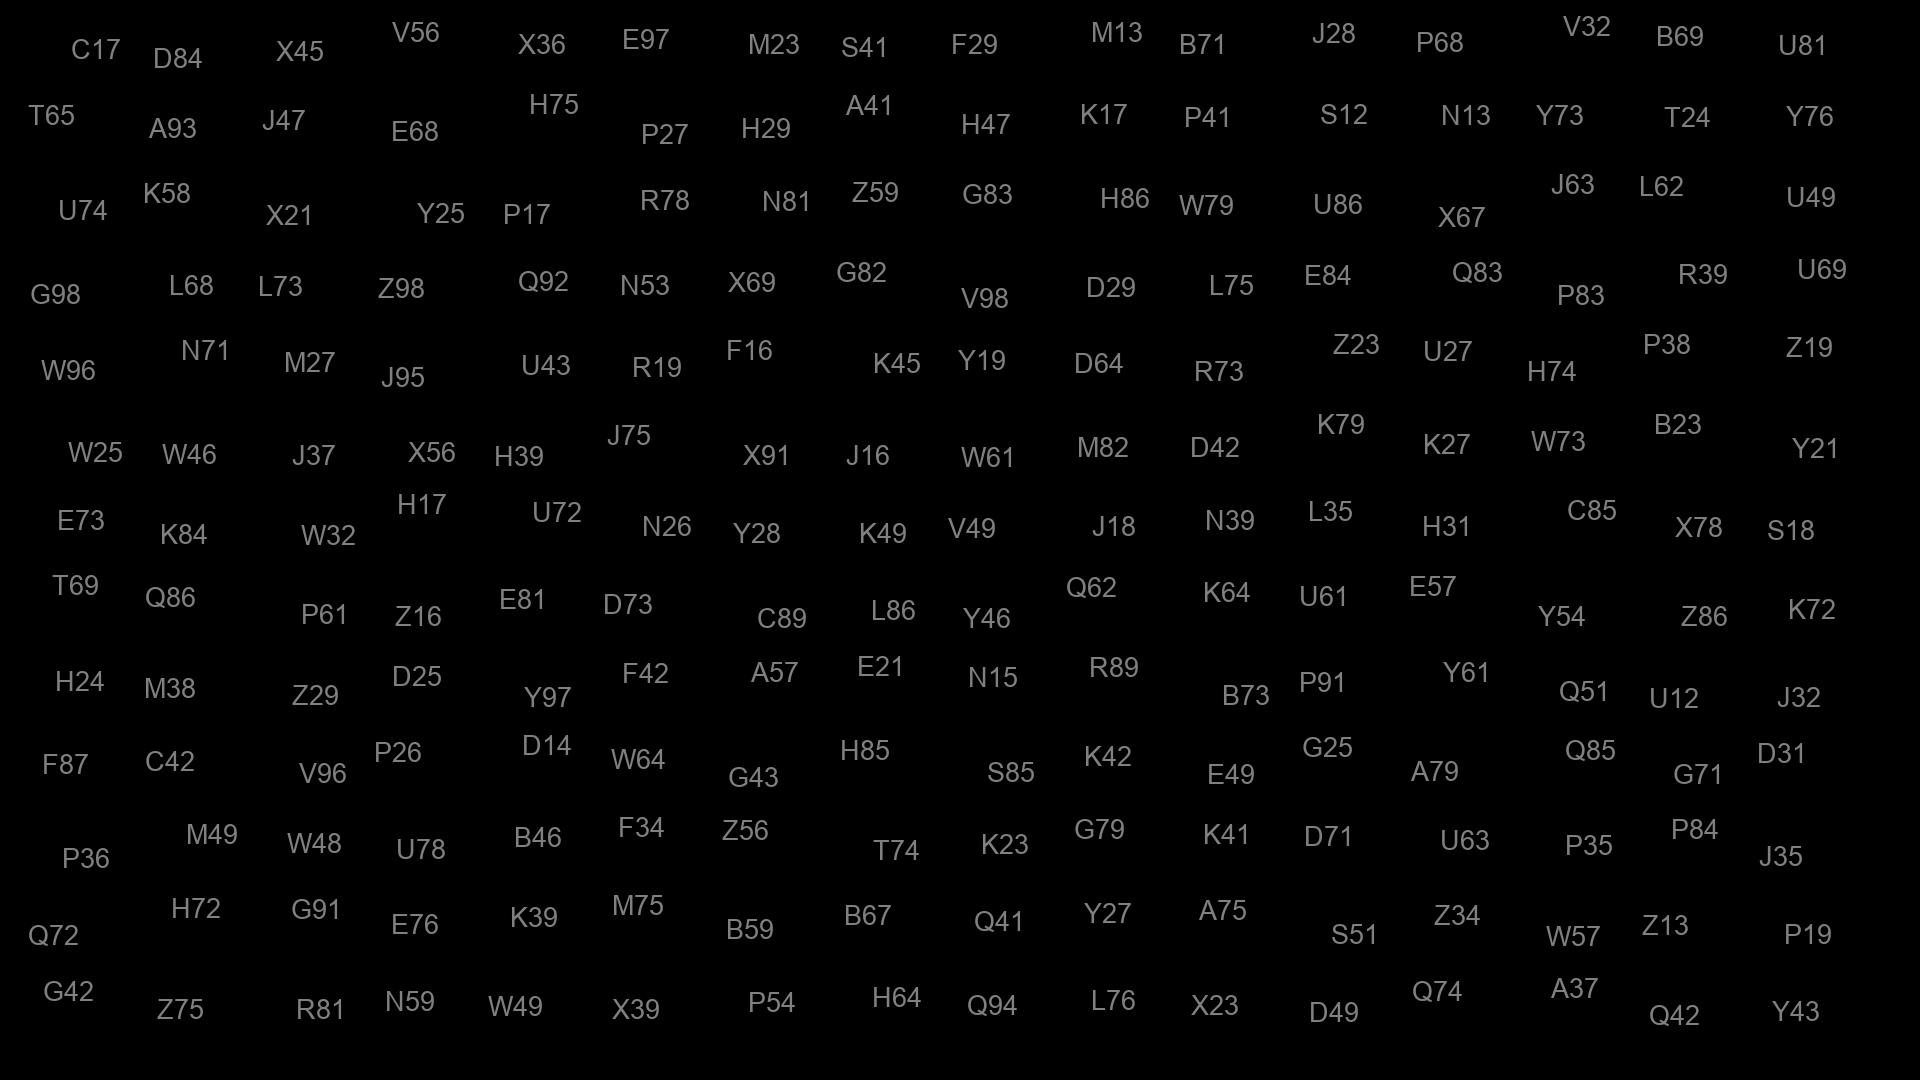 C17 D84 X45 V56 X36 E97 M23 S41 F29 M13 B71 J28 P68 V32 B69 U81
T65 A93 J47 E68 H75 P27 H29 A41 H47 K17 P41 S12 N13 Y73 T24 Y76
U74 K58 X21 Y25 P17 R78 N81 Z59 G83 H86 W79 U86 X67 J63 L62 U49
G98 L68 L73 Z98 Q92 N53 X69 G82 V98 D29 L75 E84 Q83 P83 R39 U69
W96 N71 M27 J95 U43 R19 F16 K45 Y19 D64 R73 Z23 U27 H74 P38 Z19
W25 W46 J37 X56 H39 J75 X91 J16 W61 M82 D42 K79 K27 W73 B23 Y21
E73 K84 W32 H17 U72 N26 Y28 K49 V49 J18 N39 L35 H31 C85 X78 S18
T69 Q86 P61 Z16 E81 D73 C89 L86 Y46 Q62 K64 U61 E57 Y54 Z86 K72
H24 M38 Z29 D25 Y97 F42 A57 E21 N15 R89 B73 P91 Y61 Q51 U12 J32
F87 C42 V96 P26 D14 W64 G43 H85 S85 K42 E49 G25 A79 Q85 G71 D31
P36 M49 W48 U78 B46 F34 Z56 T74 K23 G79 K41 D71 U63 P35 P84 J35
Q72 H72 G91 E76 K39 M75 B59 B67 Q41 Y27 A75 S51 Z34 W57 Z13 P19
G42 Z75 R81 N59 W49 X39 P54 H64 Q94 L76 X23 D49 Q74 A37 Q42 Y43